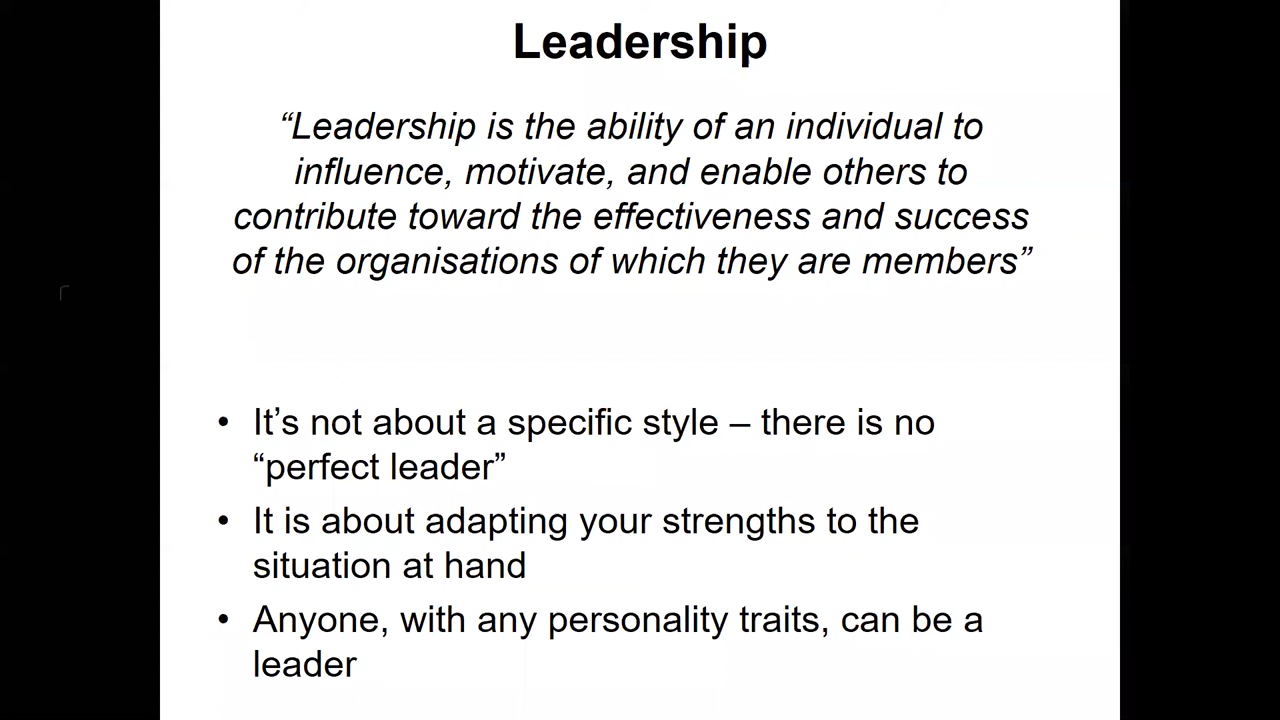 Leadership
“Leadership is the ability of an individual to
influence, motivate, and enable others to
contribute toward the effectiveness and success
of the organisations of which they are members”
• It’s not about a specific style – there is no
“perfect leader”
• It is about adapting your strengths to the
situation at hand
• Anyone, with any personality traits, can be a
leader